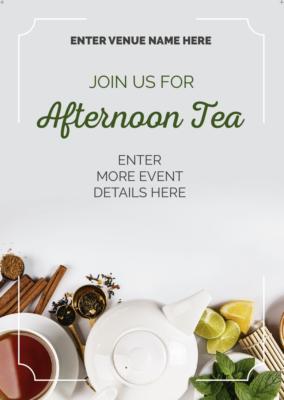 ENTER VENUE NAME HERE
JOIN US FOR
Afternoon Tea
ENTER
MORE EVENT
DETAILS HERE